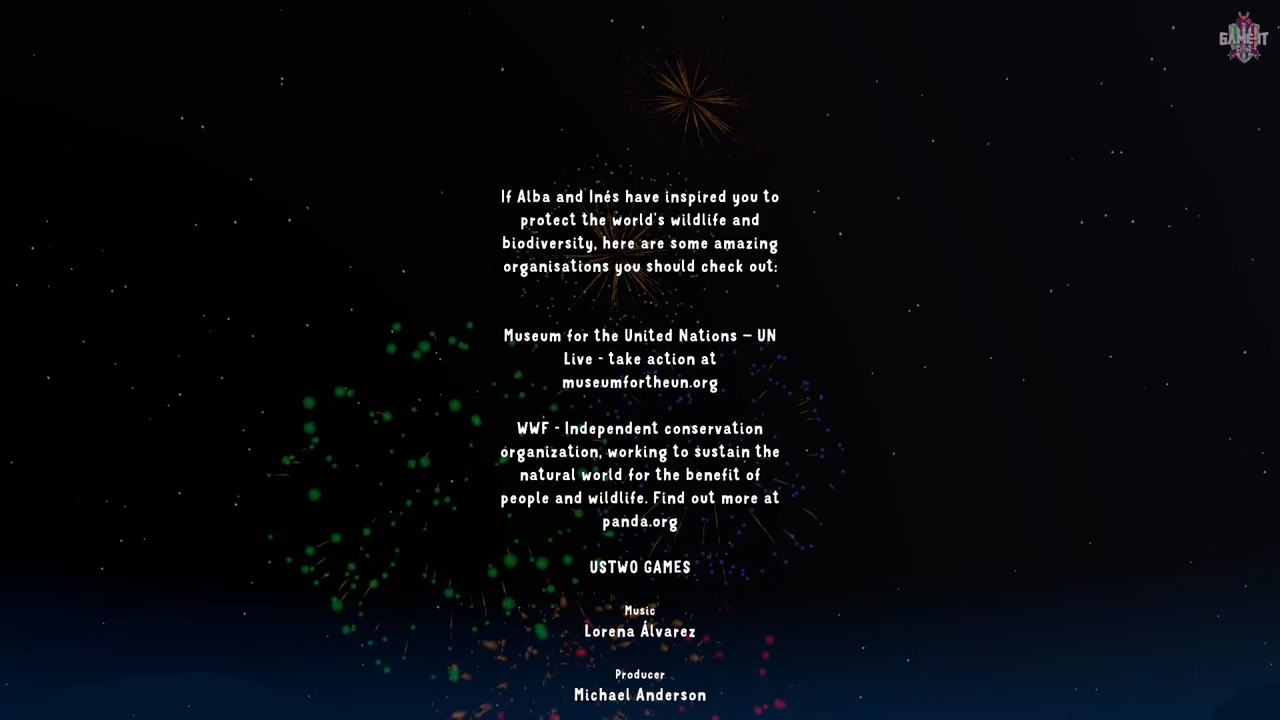 GAME IT
If Alba and Inés have inspired you to
protect the world's wildlife and
biodiversity, here are some amazing
organisations you should check out:
Museum for the United Nations – UN
Live - take action at
museumfortheun.org
WWF - Independent conservation
organization, working to sustain the
natural world for the benefit of
people and wildlife. Find out more at
panda.org
USTWO GAMES
Music
Lorena Álvarez
Producer
Michael Anderson